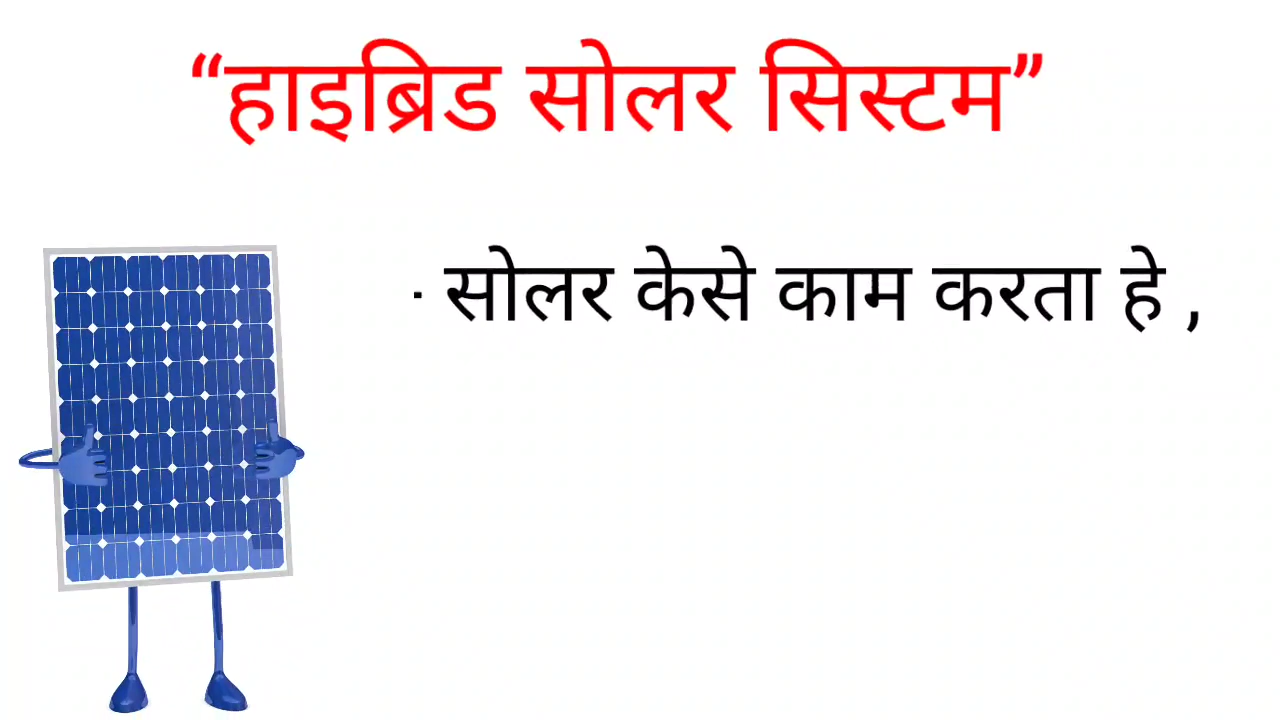 “हाइब्रिड सोलर सिस्टम”
· सोलर केसे काम करता हे ,